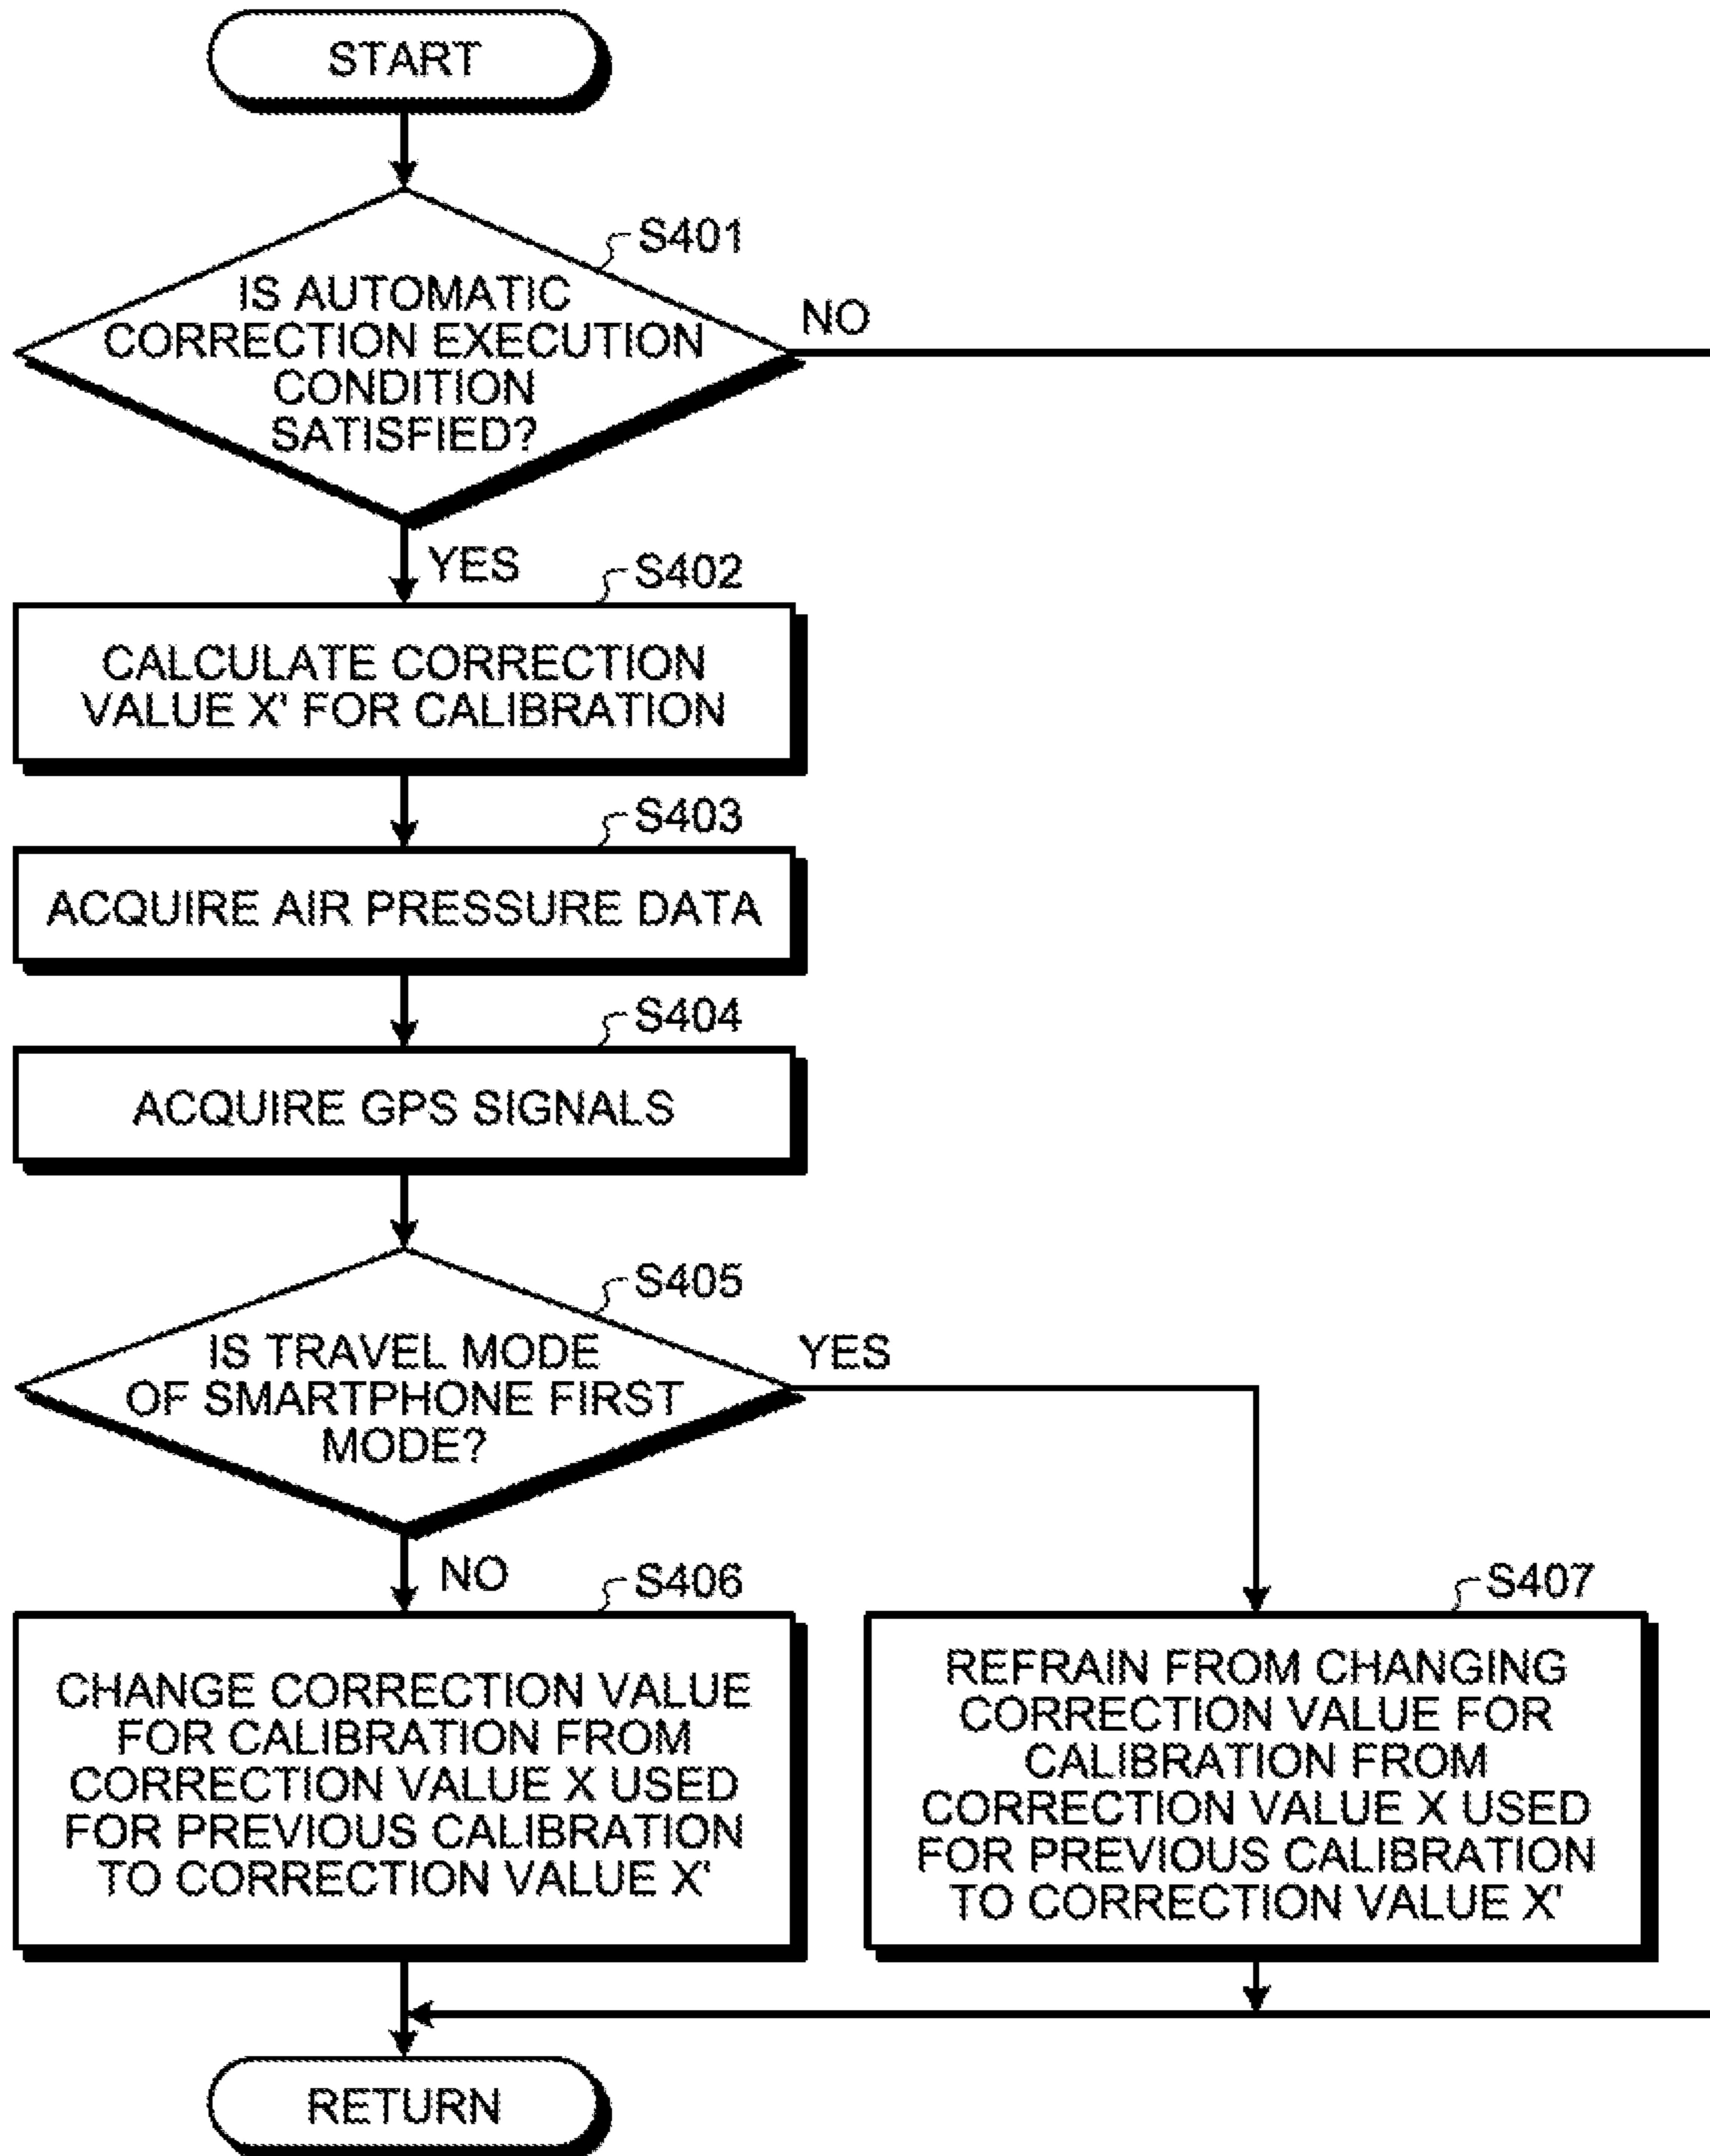 START
S401
IS AUTOMATIC
CORRECTION EXECUTION
CONDITION
SATISFIED?
NO
YES
S402
CALCULATE CORRECTION
VALUE X' FOR CALIBRATION
S403
ACQUIRE AIR PRESSURE DATA
S404
ACQUIRE GPS SIGNALS
S405
IS TRAVEL MODE
OF SMARTPHONE FIRST
MODE?
YES
NO
S406
CHANGE CORRECTION VALUE
FOR CALIBRATION FROM
CORRECTION VALUE X USED
FOR PREVIOUS CALIBRATION
TO CORRECTION VALUE X'
S407
REFRAIN FROM CHANGING
CORRECTION VALUE FOR
CALIBRATION FROM
CORRECTION VALUE X USED
FOR PREVIOUS CALIBRATION
TO CORRECTION VALUE X'
RETURN